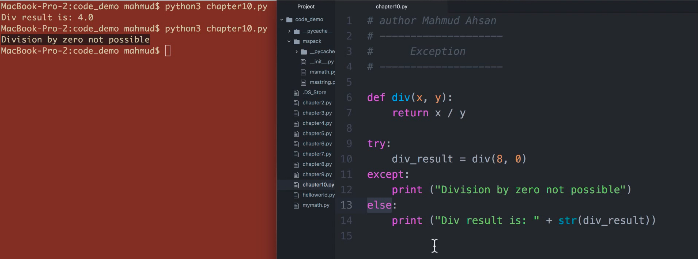 MacBook-Pro-2:code_demo mahmud$ python3 chapter10.py
Div result is: 4.0
MacBook-Pro-2:code_demo mahmud$ python3 chapter10.py
Division by zero not possible
MacBook-Pro-2:code_demo mahmud$
Project
code_demo
__pycache
mspack
__pycache
__init__.py
msmath.py
msstring.py
.DS_Store
chapter2.py
chapter3.py
chapter4.py
chapter5.py
chapter6.py
chapter7.py
chapter8.py
chapter9.py
chapter10.py
helloworld.py
mymath.py
chapter10.py
1 # author Mahmud Ahsan
2 # --------------------
3 #      Exception
4 # --------------------
5
6 def div(x, y):
7     return x / y
8
9 try:
10     div_result = div(8, 0)
11 except:
12     print ("Division by zero not possible")
13 else:
14     print ("Div result is: " + str(div_result))
15